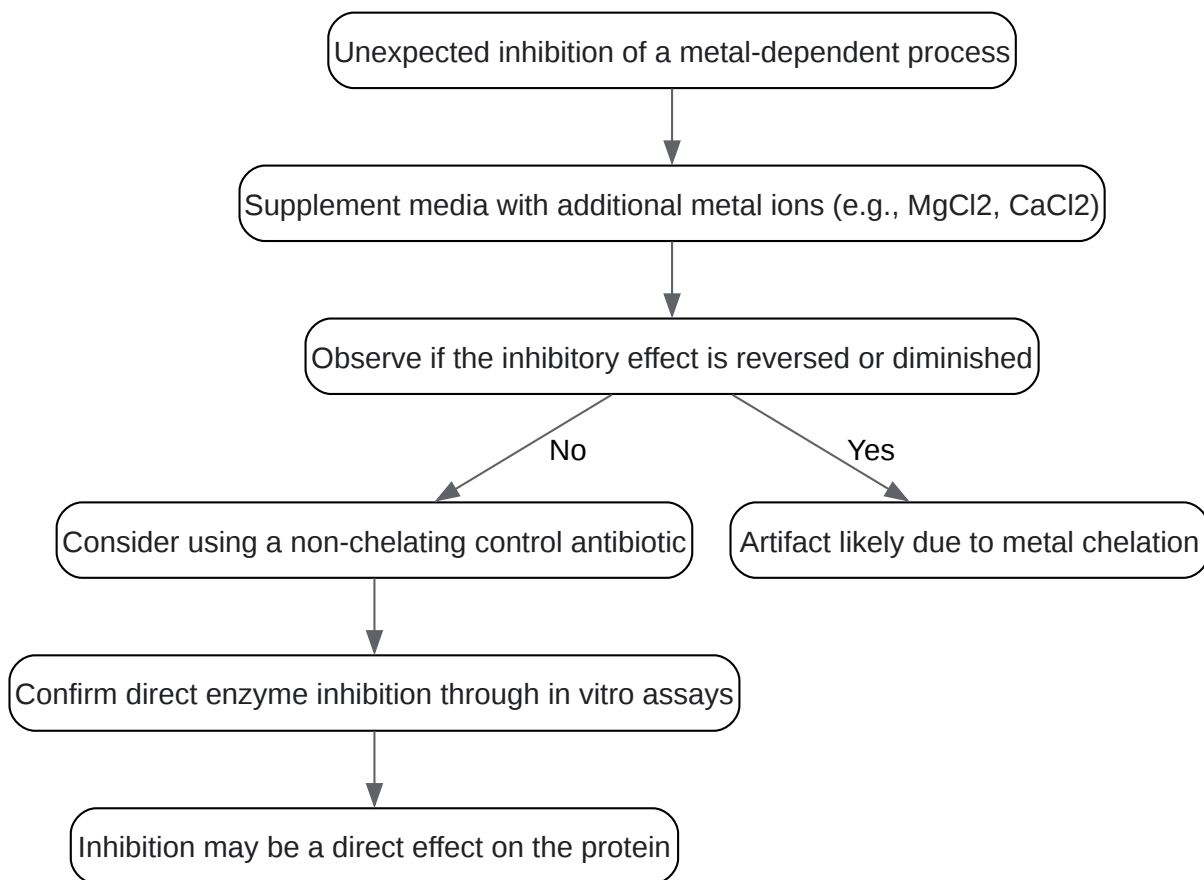 Unexpected inhibition of a metal-dependent process
Supplement media with additional metal ions (e.g., MgCl2, CaCl2)
Observe if the inhibitory effect is reversed or diminished
No
Yes
Consider using a non-chelating control antibiotic
Artifact likely due to metal chelation
Confirm direct enzyme inhibition through in vitro assays
Inhibition may be a direct effect on the protein